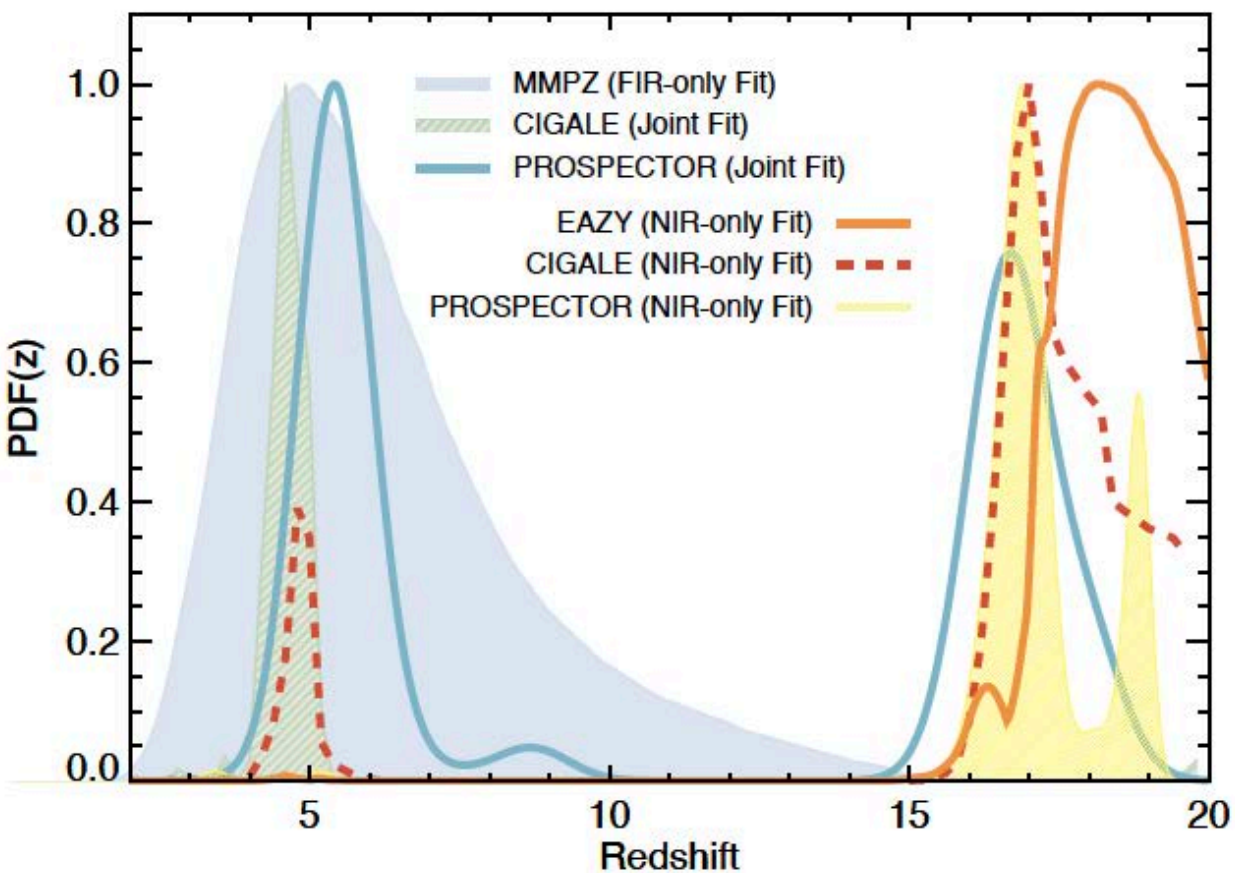 MMPZ (FIR-only Fit)
CIGALE (Joint Fit)
PROSPECTOR (Joint Fit)
EAZY (NIR-only Fit)
CIGALE (NIR-only Fit)
PROSPECTOR (NIR-only Fit)
PDF(z)
1.0
0.8
0.6
0.4
0.2
0.0
5
10
15
20
Redshift